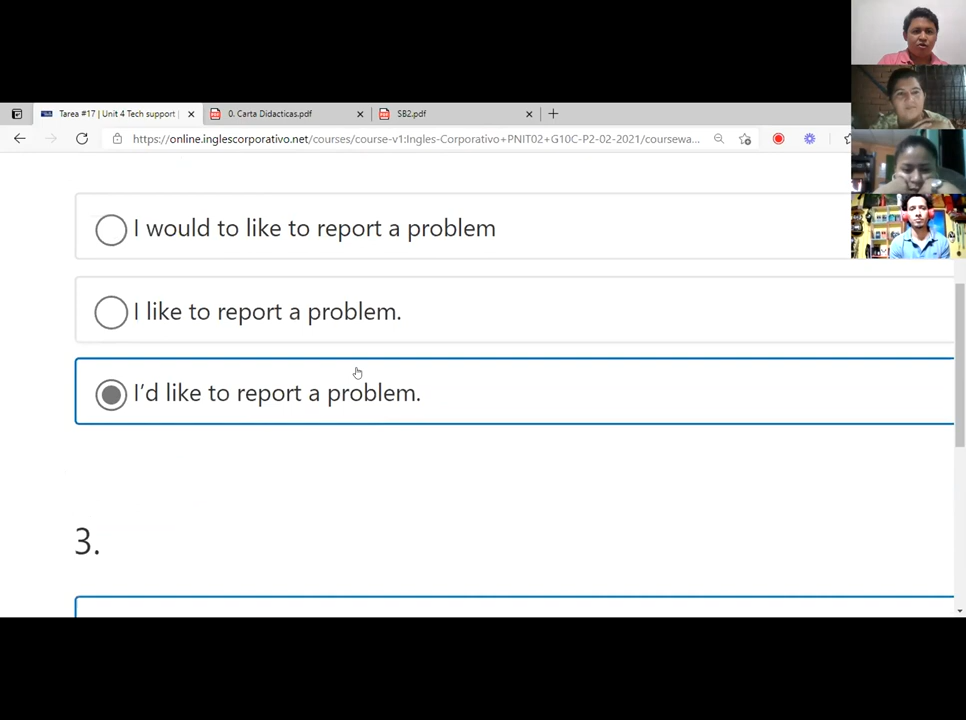 Tarea #17 | Unit 4 Tech support |
0. Carta Didacticas.pdf
SB2.pdf
https://online.inglescorporativo.net/courses/course-v1:Ingles-Corporativo+PNIT02+G10C-P2-02-2021/coursewa...
I would to like to report a problem
I like to report a problem.
I'd like to report a problem.
3.